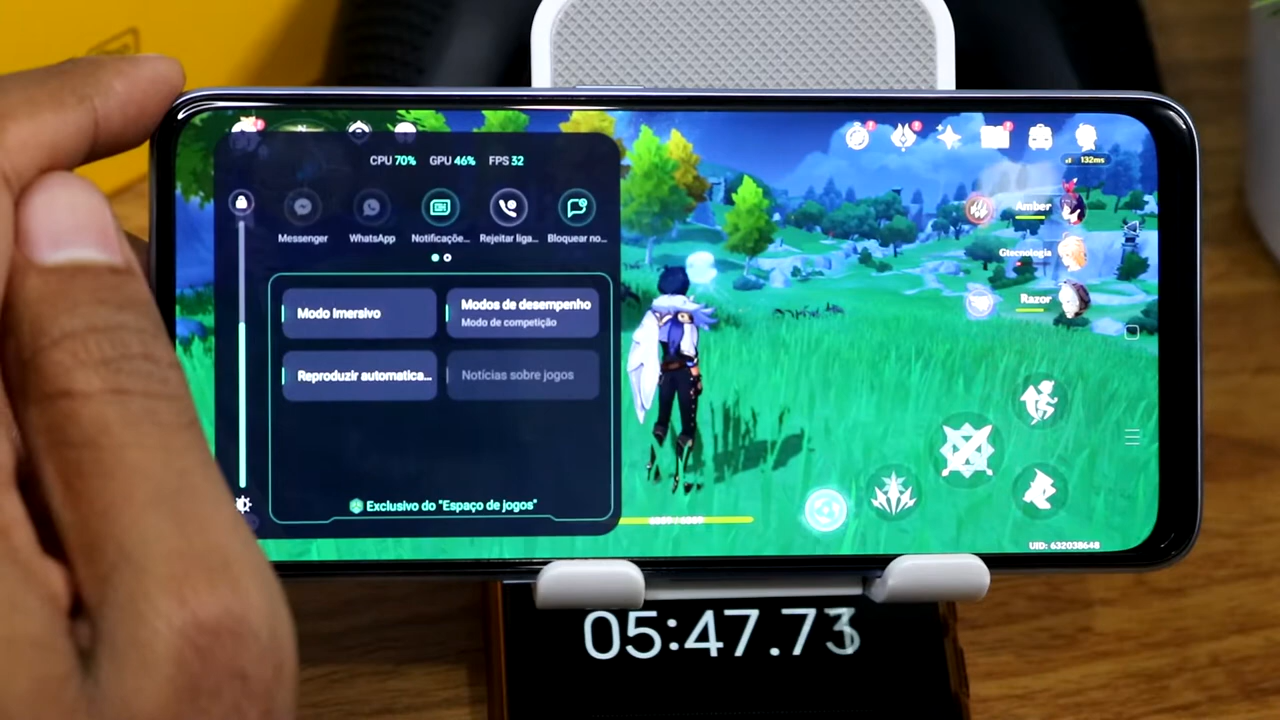 CPU 70% GPU 46% FPS 32
Messenger WhatsApp Notificaçõe... Rejeitar liga... Bloquear no...
Modo Imersivo
Modos de desempenho
Modo de competição
Reproduzir automatica...
Notícias sobre jogos
Exclusivo do "Espaço de jogos"
132ms
Amber
Gtecnologia
Razor
UID: 632038648
05:47.73